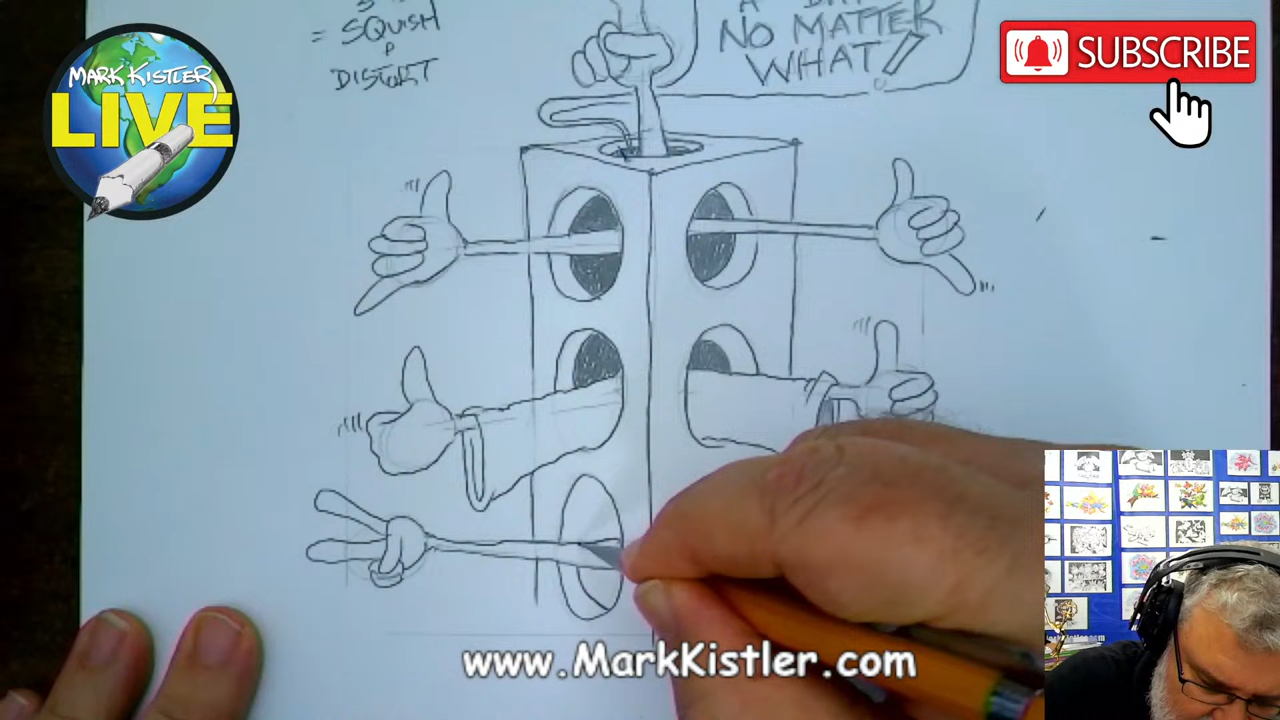 = SQUISH
DISTORT
A
NO MATTER
WHAT!
MARK KISTLER
LIVE
SUBSCRIBE
www.MarkKistler.com